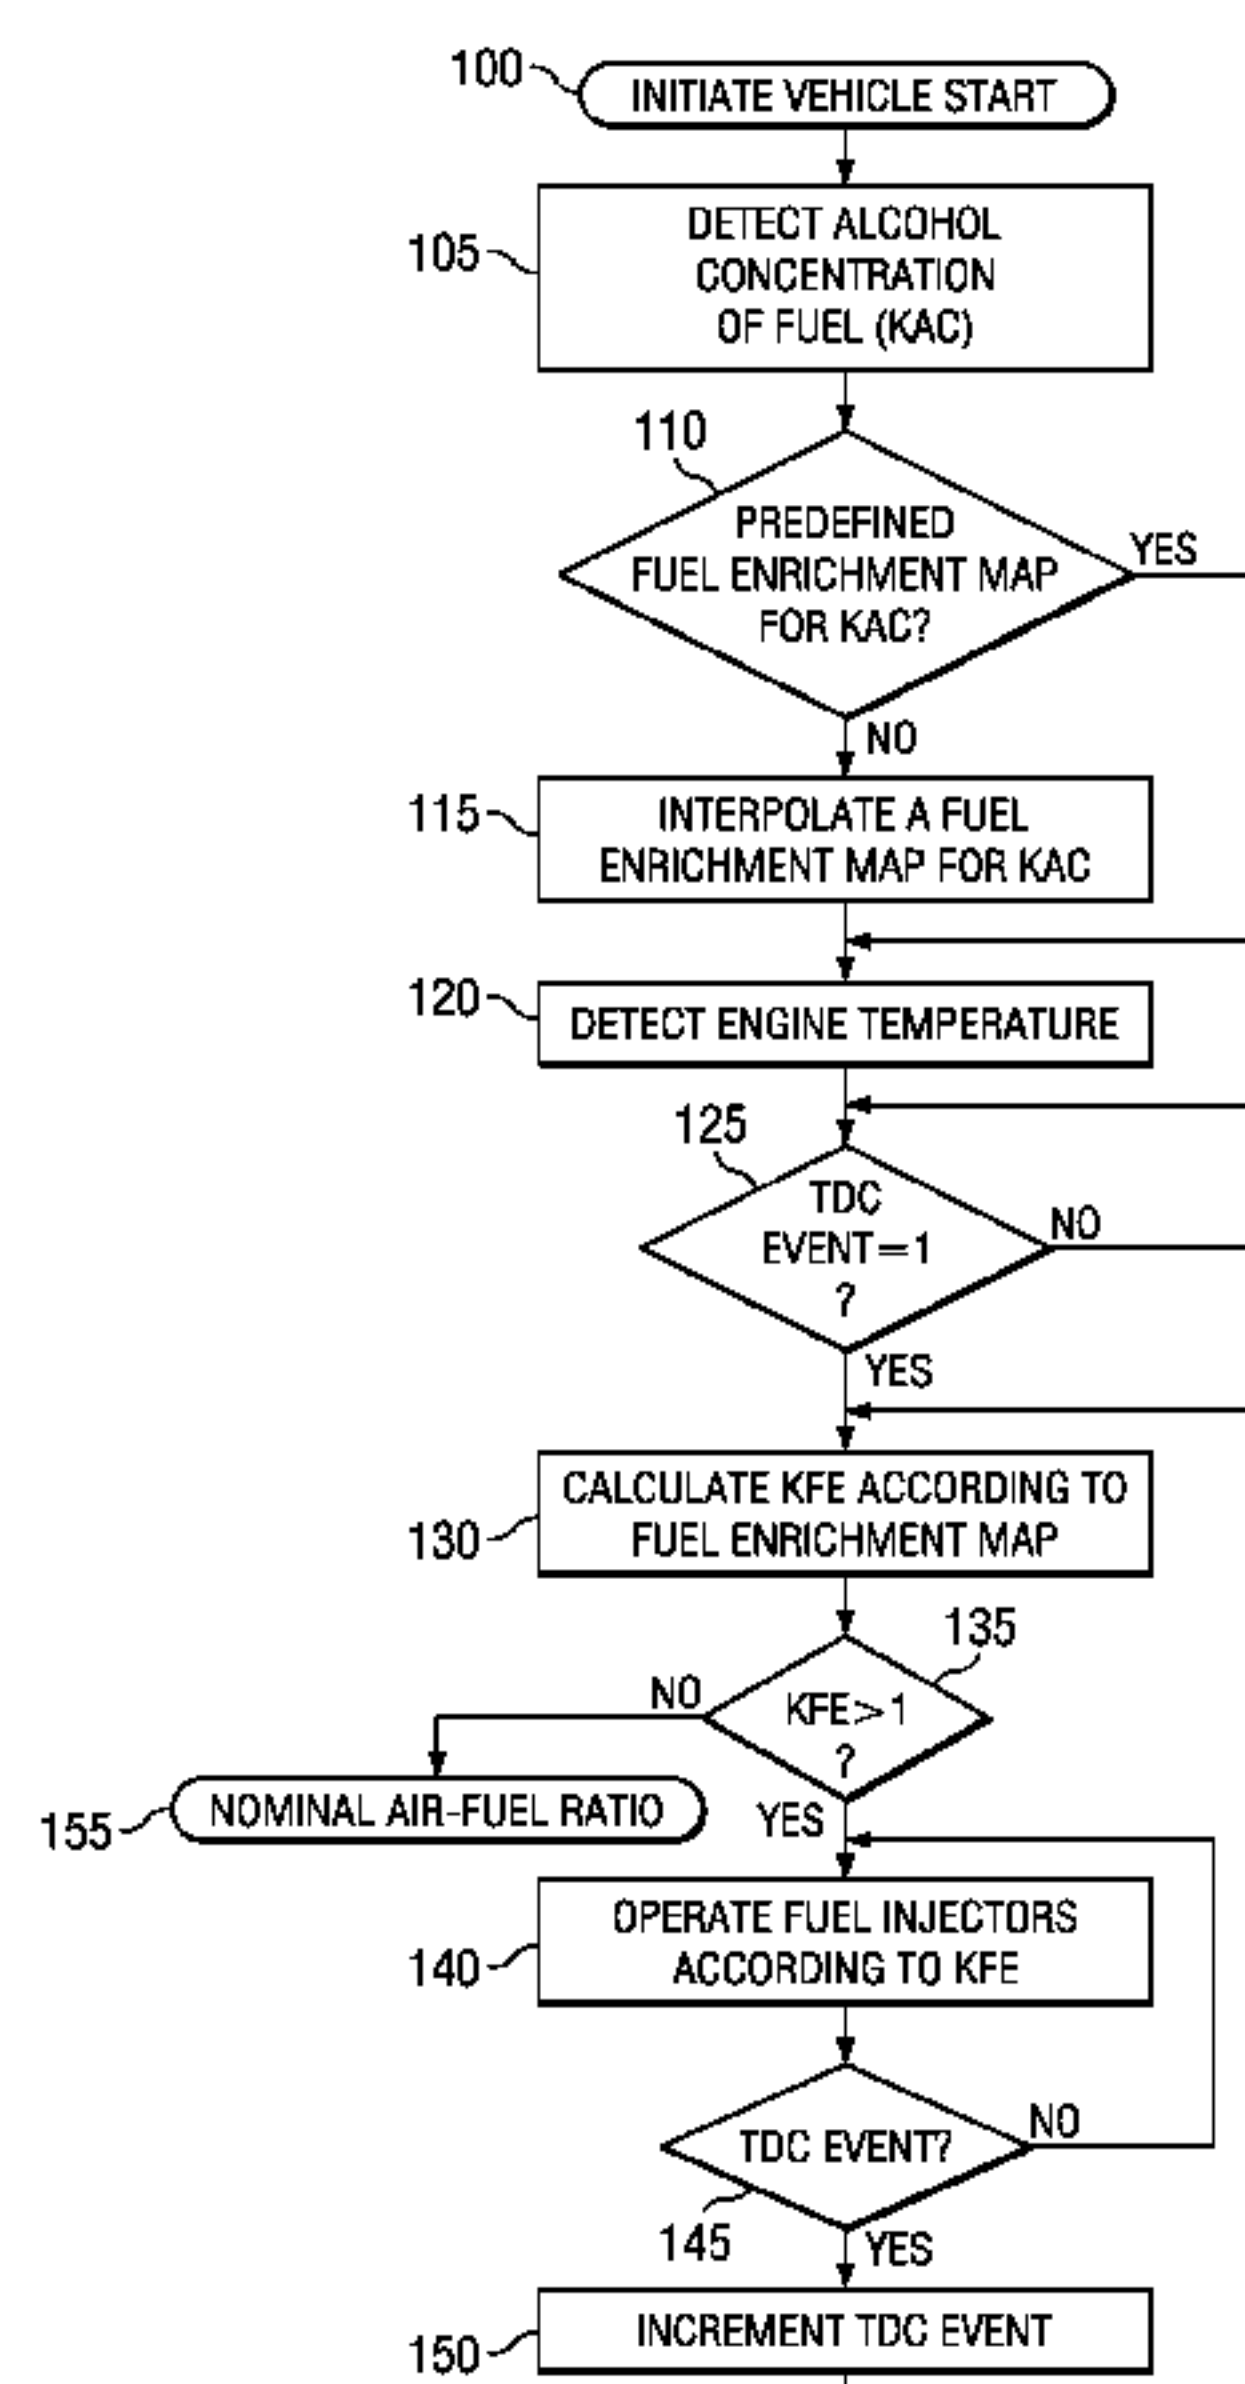 100
INITIATE VEHICLE START
105
DETECT ALCOHOL
CONCENTRATION
OF FUEL (KAC)
110
PREDEFINED
FUEL ENRICHMENT MAP
FOR KAC?
YES
NO
115
INTERPOLATE A FUEL
ENRICHMENT MAP FOR KAC
120
DETECT ENGINE TEMPERATURE
125
TDC
EVENT=1
?
NO
YES
130
CALCULATE KFE ACCORDING TO
FUEL ENRICHMENT MAP
135
KFE>1
?
NO
YES
155
NOMINAL AIR-FUEL RATIO
140
OPERATE FUEL INJECTORS
ACCORDING TO KFE
TDC EVENT?
NO
145
YES
150
INCREMENT TDC EVENT